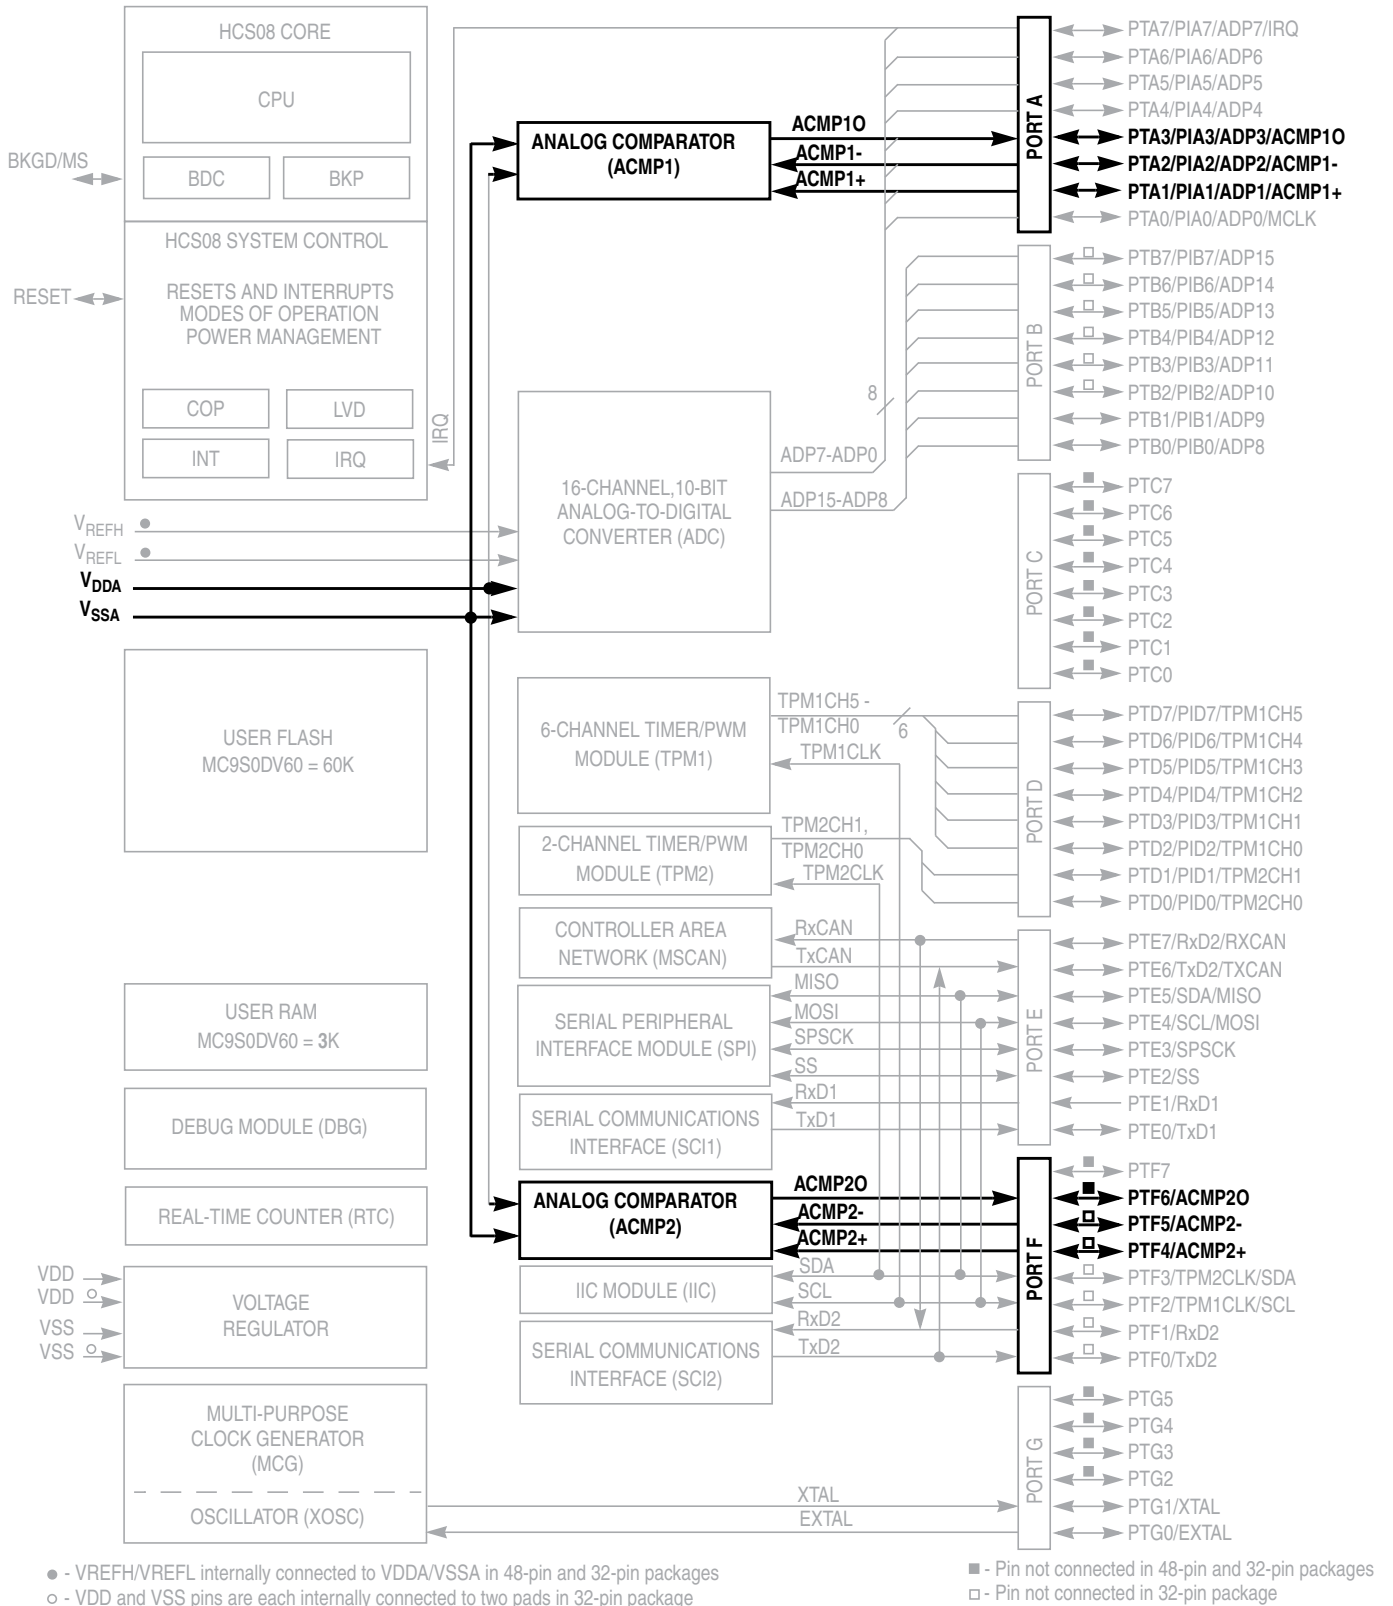 HCS08 CORE
CPU
BDC
BKP
BKGD/MS
HCS08 SYSTEM CONTROL
RESETS AND INTERRUPTS
MODES OF OPERATION
POWER MANAGEMENT
RESET
COP
LVD
INT
IRQ
IRQ
VREFH
VREFL
VDDA
VSSA
USER FLASH
MC9S0DV60 = 60K
USER RAM
MC9S0DV60 = 3K
DEBUG MODULE (DBG)
REAL-TIME COUNTER (RTC)
VDD
VDD
VSS
VSS
VOLTAGE
REGULATOR
MULTI-PURPOSE
CLOCK GENERATOR
(MCG)
OSCILLATOR (XOSC)
ANALOG COMPARATOR
(ACMP1)
ACMP1O
ACMP1-
ACMP1+
16-CHANNEL,10-BIT
ANALOG-TO-DIGITAL
CONVERTER (ADC)
8
ADP7-ADP0
ADP15-ADP8
6-CHANNEL TIMER/PWM
MODULE (TPM1)
TPM1CH5 -
TPM1CH0
6
TPM1CLK
2-CHANNEL TIMER/PWM
MODULE (TPM2)
TPM2CH1,
TPM2CH0
TPM2CLK
CONTROLLER AREA
NETWORK (MSCAN)
RxCAN
TxCAN
SERIAL PERIPHERAL
INTERFACE MODULE (SPI)
MISO
MOSI
SPSCK
SS
SERIAL COMMUNICATIONS
INTERFACE (SCI1)
RxD1
TxD1
ANALOG COMPARATOR
(ACMP2)
ACMP2O
ACMP2-
ACMP2+
IIC MODULE (IIC)
SDA
SCL
SERIAL COMMUNICATIONS
INTERFACE (SCI2)
RxD2
TxD2
XTAL
EXTAL
PORT A
PTA7/PIA7/ADP7/IRQ
PTA6/PIA6/ADP6
PTA5/PIA5/ADP5
PTA4/PIA4/ADP4
PTA3/PIA3/ADP3/ACMP1O
PTA2/PIA2/ADP2/ACMP1-
PTA1/PIA1/ADP1/ACMP1+
PTA0/PIA0/ADP0/MCLK
PORT B
PTB7/PIB7/ADP15
PTB6/PIB6/ADP14
PTB5/PIB5/ADP13
PTB4/PIB4/ADP12
PTB3/PIB3/ADP11
PTB2/PIB2/ADP10
PTB1/PIB1/ADP9
PTB0/PIB0/ADP8
PORT C
PTC7
PTC6
PTC5
PTC4
PTC3
PTC2
PTC1
PTC0
PORT D
PTD7/PID7/TPM1CH5
PTD6/PID6/TPM1CH4
PTD5/PID5/TPM1CH3
PTD4/PID4/TPM1CH2
PTD3/PID3/TPM1CH1
PTD2/PID2/TPM1CH0
PTD1/PID1/TPM2CH1
PTD0/PID0/TPM2CH0
PORT E
PTE7/RxD2/RXCAN
PTE6/TxD2/TXCAN
PTE5/SDA/MISO
PTE4/SCL/MOSI
PTE3/SPSCK
PTE2/SS
PTE1/RxD1
PTE0/TxD1
PORT F
PTF7
PTF6/ACMP2O
PTF5/ACMP2-
PTF4/ACMP2+
PTF3/TPM2CLK/SDA
PTF2/TPM1CLK/SCL
PTF1/RxD2
PTF0/TxD2
PORT G
PTG5
PTG4
PTG3
PTG2
PTG1/XTAL
PTG0/EXTAL
● - VREFH/VREFL internally connected to VDDA/VSSA in 48-pin and 32-pin packages
○ - VDD and VSS pins are each internally connected to two pads in 32-pin package
■ - Pin not connected in 48-pin and 32-pin packages
□ - Pin not connected in 32-pin package